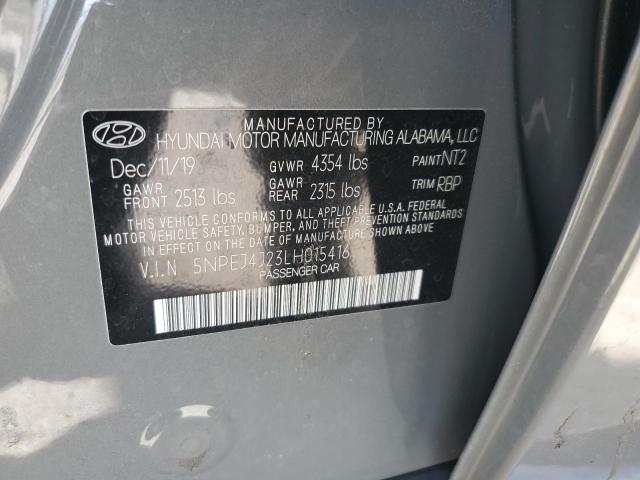 MANUFACTURED BY
HYUNDAI MOTOR MANUFACTURING ALABAMA, LLC
Dec/11/19 GVWR 4354 lbs PAINT NT2
GAWR FRONT 2513 lbs GAWR REAR 2315 lbs TRIM RBP
THIS VEHICLE CONFORMS TO ALL APPLICABLE U.S.A. FEDERAL
MOTOR VEHICLE SAFETY, BUMPER, AND THEFT PREVENTION STANDARDS
IN EFFECT ON THE DATE OF MANUFACTURE SHOWN ABOVE.
V.I.N 5NPEJ4J23LH015416
PASSENGER CAR